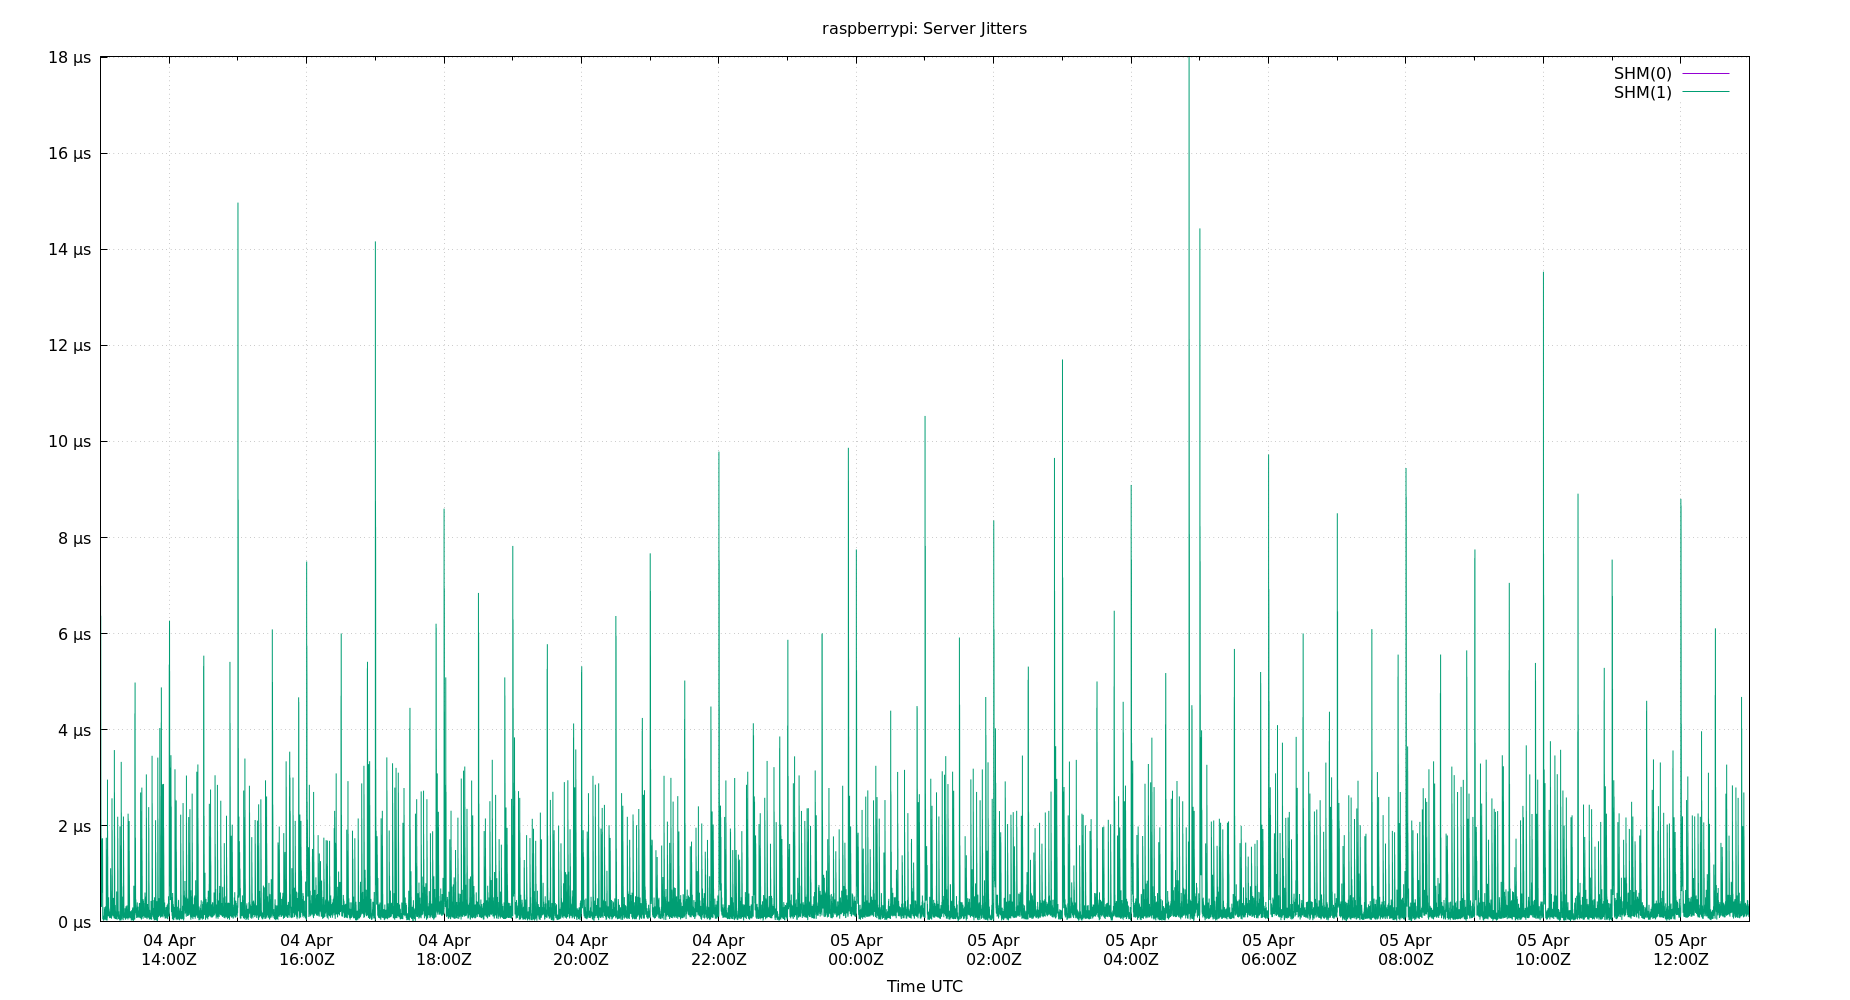 raspberrypi: Server Jitters
SHM(0)
SHM(1)
18 µs
16 µs
14 µs
12 µs
10 µs
8 µs
6 µs
4 µs
2 µs
0 µs
04 Apr 04 Apr 04 Apr 04 Apr 04 Apr 05 Apr 05 Apr 05 Apr 05 Apr 05 Apr 05 Apr 05 Apr
14:00Z 16:00Z 18:00Z 20:00Z 22:00Z 00:00Z 02:00Z 04:00Z 06:00Z 08:00Z 10:00Z 12:00Z
Time UTC